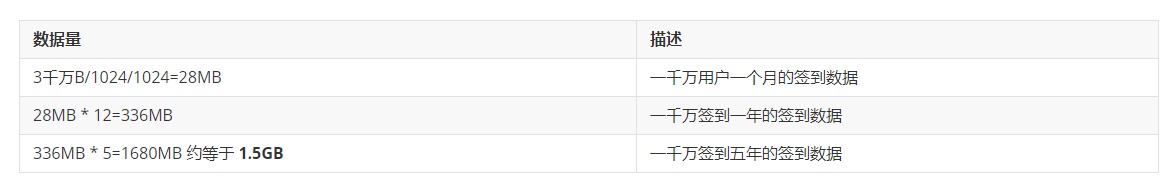 数据量 描述
3千万B/1024/1024=28MB 一千万用户一个月的签到数据
28MB * 12=336MB 一千万签到一年的签到数据
336MB * 5=1680MB 约等于 1.5GB 一千万签到五年的签到数据